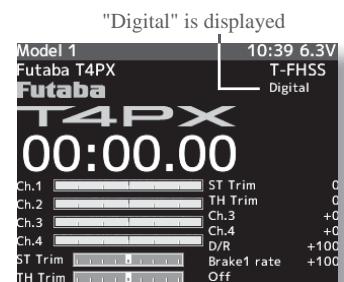 "Digital" is displayed
Model 1 10:39 6.3V
Futaba T4PX T-FHSS
Futaba Digital
T4PX
00:00.00
Ch.1 ST Trim 0
Ch.2 TH Trim 0
Ch.3 Ch.3 +0
Ch.4 Ch.4 +0
D/R +100
ST Trim Brake1 rate +100
TH Trim Off